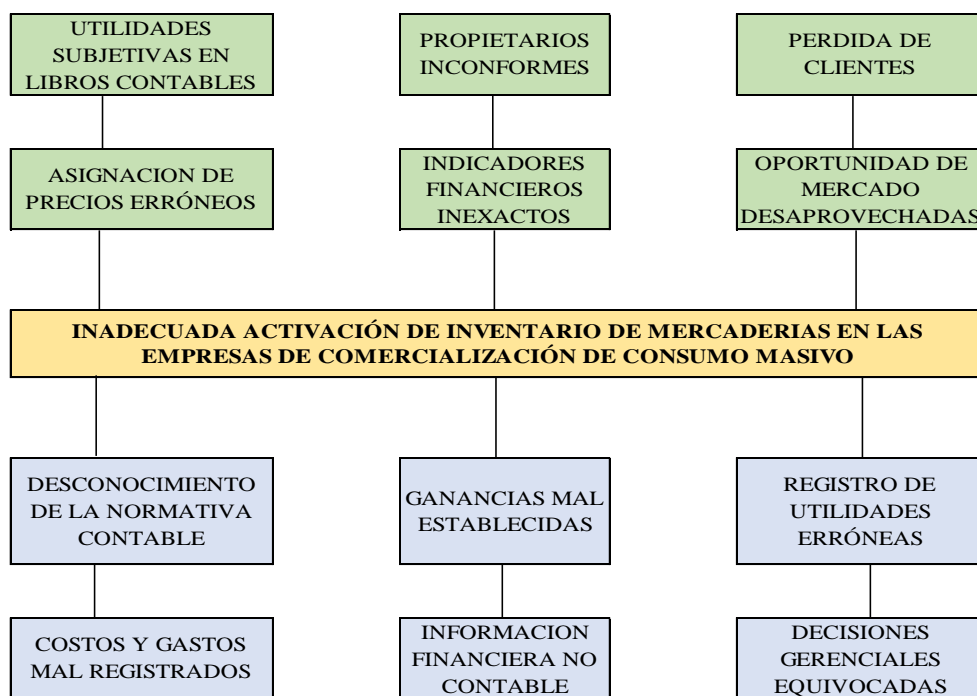 UTILIDADES
SUBJETIVAS EN
LIBROS CONTABLES
PROPIETARIOS
INCONFORMES
PERDIDA DE
CLIENTES
ASIGNACION DE
PRECIOS ERRÓNEOS
INDICADORES
FINANCIEROS
INEXACTOS
OPORTUNIDAD DE
MERCADO
DESAPROVECHADAS
INADECUADA ACTIVACIÓN DE INVENTARIO DE MERCADERIAS EN LAS
EMPRESAS DE COMERCIALIZACIÓN DE CONSUMO MASIVO
DESCONOCIMIENTO
DE LA NORMATIVA
CONTABLE
GANANCIAS MAL
ESTABLECIDAS
REGISTRO DE
UTILIDADES
ERRÓNEAS
COSTOS Y GASTOS
MAL REGISTRADOS
INFORMACION
FINANCIERA NO
CONTABLE
DECISIONES
GERENCIALES
EQUIVOCADAS